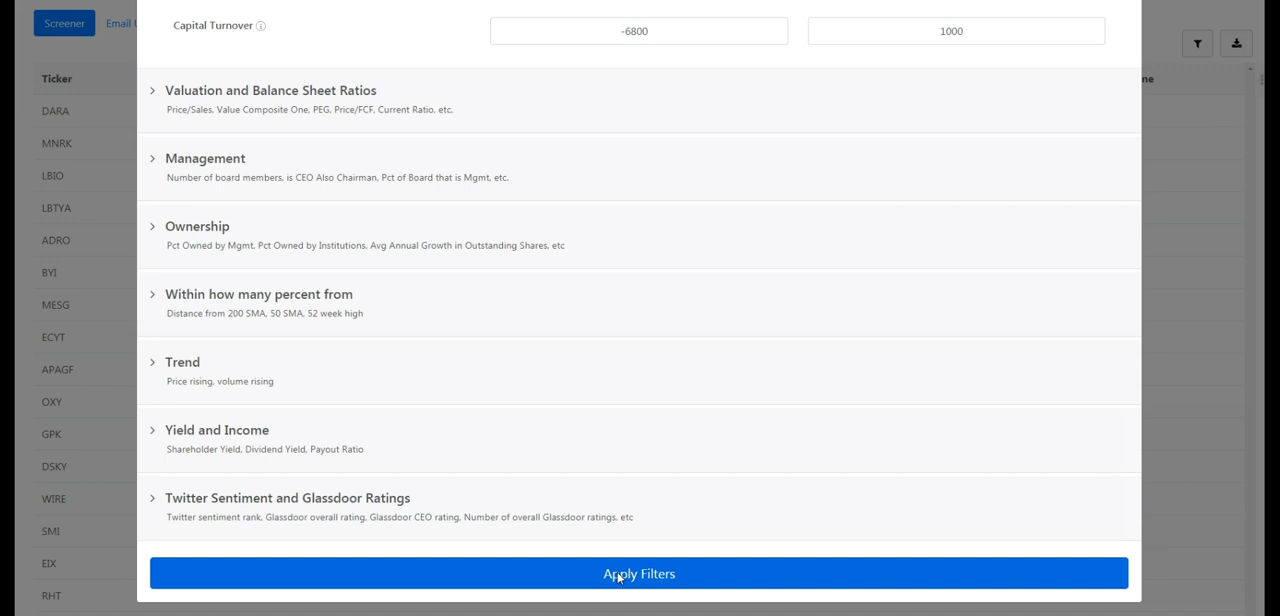 Screener Email
Capital Turnover
-6800
1000
Ticker
ne
Valuation and Balance Sheet Ratios
Price/Sales, Value Composite One, PEG, Price/FCF, Current Ratio, etc.
Management
Number of board members, is CEO Also Chairman, Pct of Board that is Mgmt, etc.
Ownership
Pct Owned by Mgmt, Pct Owned by Institutions, Avg Annual Growth in Outstanding Shares, etc
Within how many percent from
Distance from 200 SMA, 50 SMA, 52 week high
Trend
Price rising, volume rising
Yield and Income
Shareholder Yield, Dividend Yield, Payout Ratio
Twitter Sentiment and Glassdoor Ratings
Twitter sentiment rank, Glassdoor overall rating, Glassdoor CEO rating, Number of overall Glassdoor ratings, etc
Apply Filters
DARA
MNRK
LBIO
LBTYA
ADRO
BYI
MESG
ECYT
APAGF
OXY
GPK
DSKY
WIRE
SMI
EIX
RHT